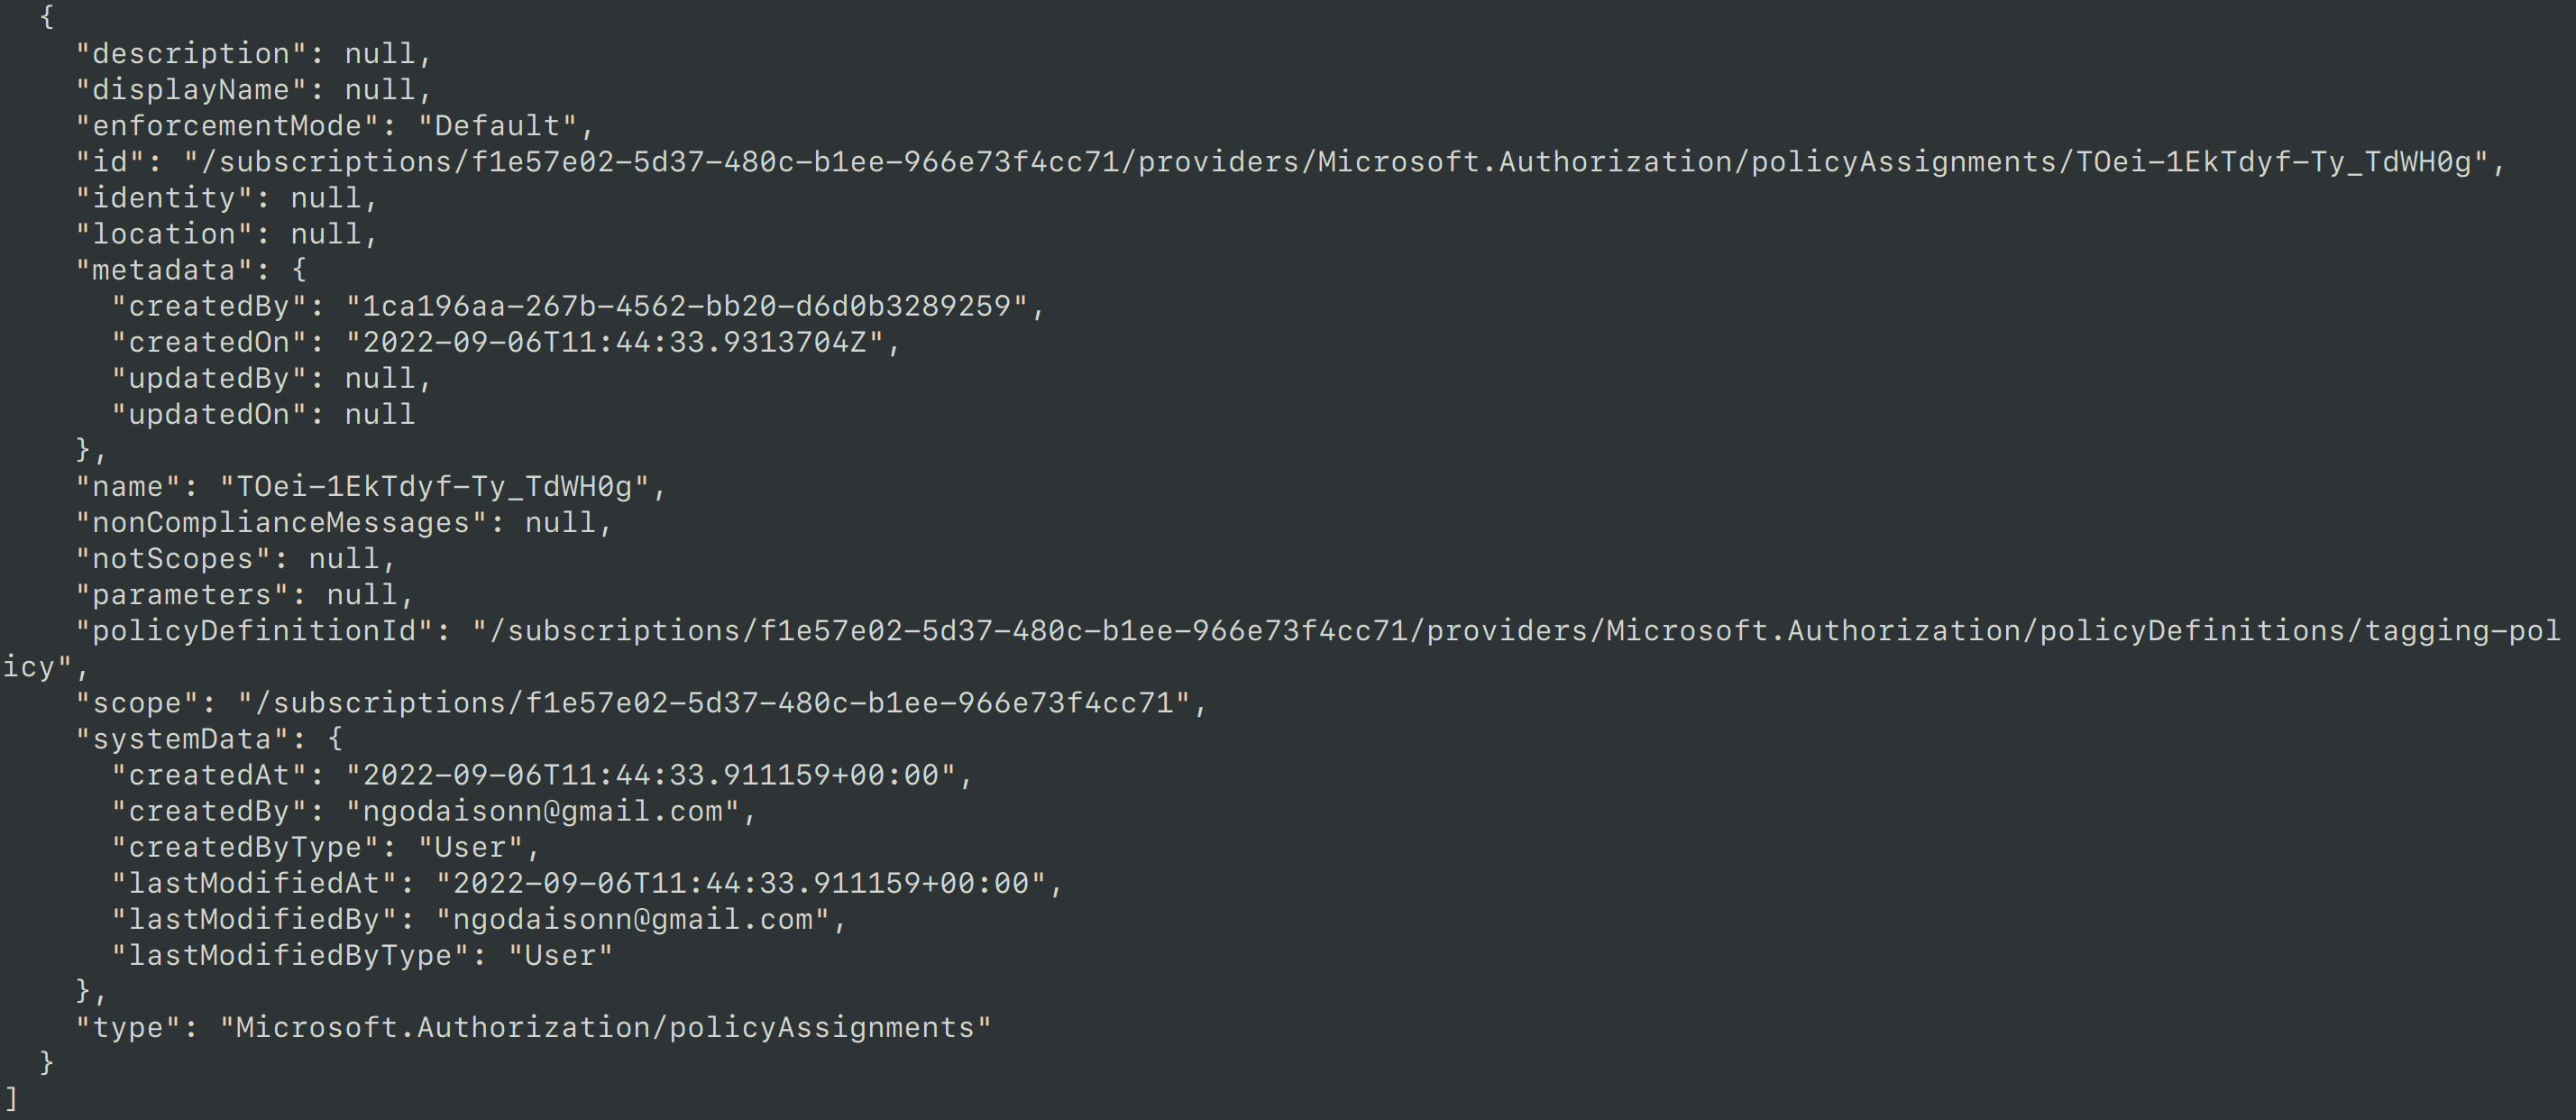 {
    "description": null,
    "displayName": null,
    "enforcementMode": "Default",
    "id": "/subscriptions/f1e57e02-5d37-480c-b1ee-966e73f4cc71/providers/Microsoft.Authorization/policyAssignments/TOei-1EkTdyf-Ty_TdWH0g",
    "identity": null,
    "location": null,
    "metadata": {
      "createdBy": "1ca196aa-267b-4562-bb20-d6d0b3289259",
      "createdOn": "2022-09-06T11:44:33.9313704Z",
      "updatedBy": null,
      "updatedOn": null
    },
    "name": "TOei-1EkTdyf-Ty_TdWH0g",
    "nonComplianceMessages": null,
    "notScopes": null,
    "parameters": null,
    "policyDefinitionId": "/subscriptions/f1e57e02-5d37-480c-b1ee-966e73f4cc71/providers/Microsoft.Authorization/policyDefinitions/tagging-pol
icy",
    "scope": "/subscriptions/f1e57e02-5d37-480c-b1ee-966e73f4cc71",
    "systemData": {
      "createdAt": "2022-09-06T11:44:33.911159+00:00",
      "createdBy": "ngodaisonn@gmail.com",
      "createdByType": "User",
      "lastModifiedAt": "2022-09-06T11:44:33.911159+00:00",
      "lastModifiedBy": "ngodaisonn@gmail.com",
      "lastModifiedByType": "User"
    },
    "type": "Microsoft.Authorization/policyAssignments"
  }
]